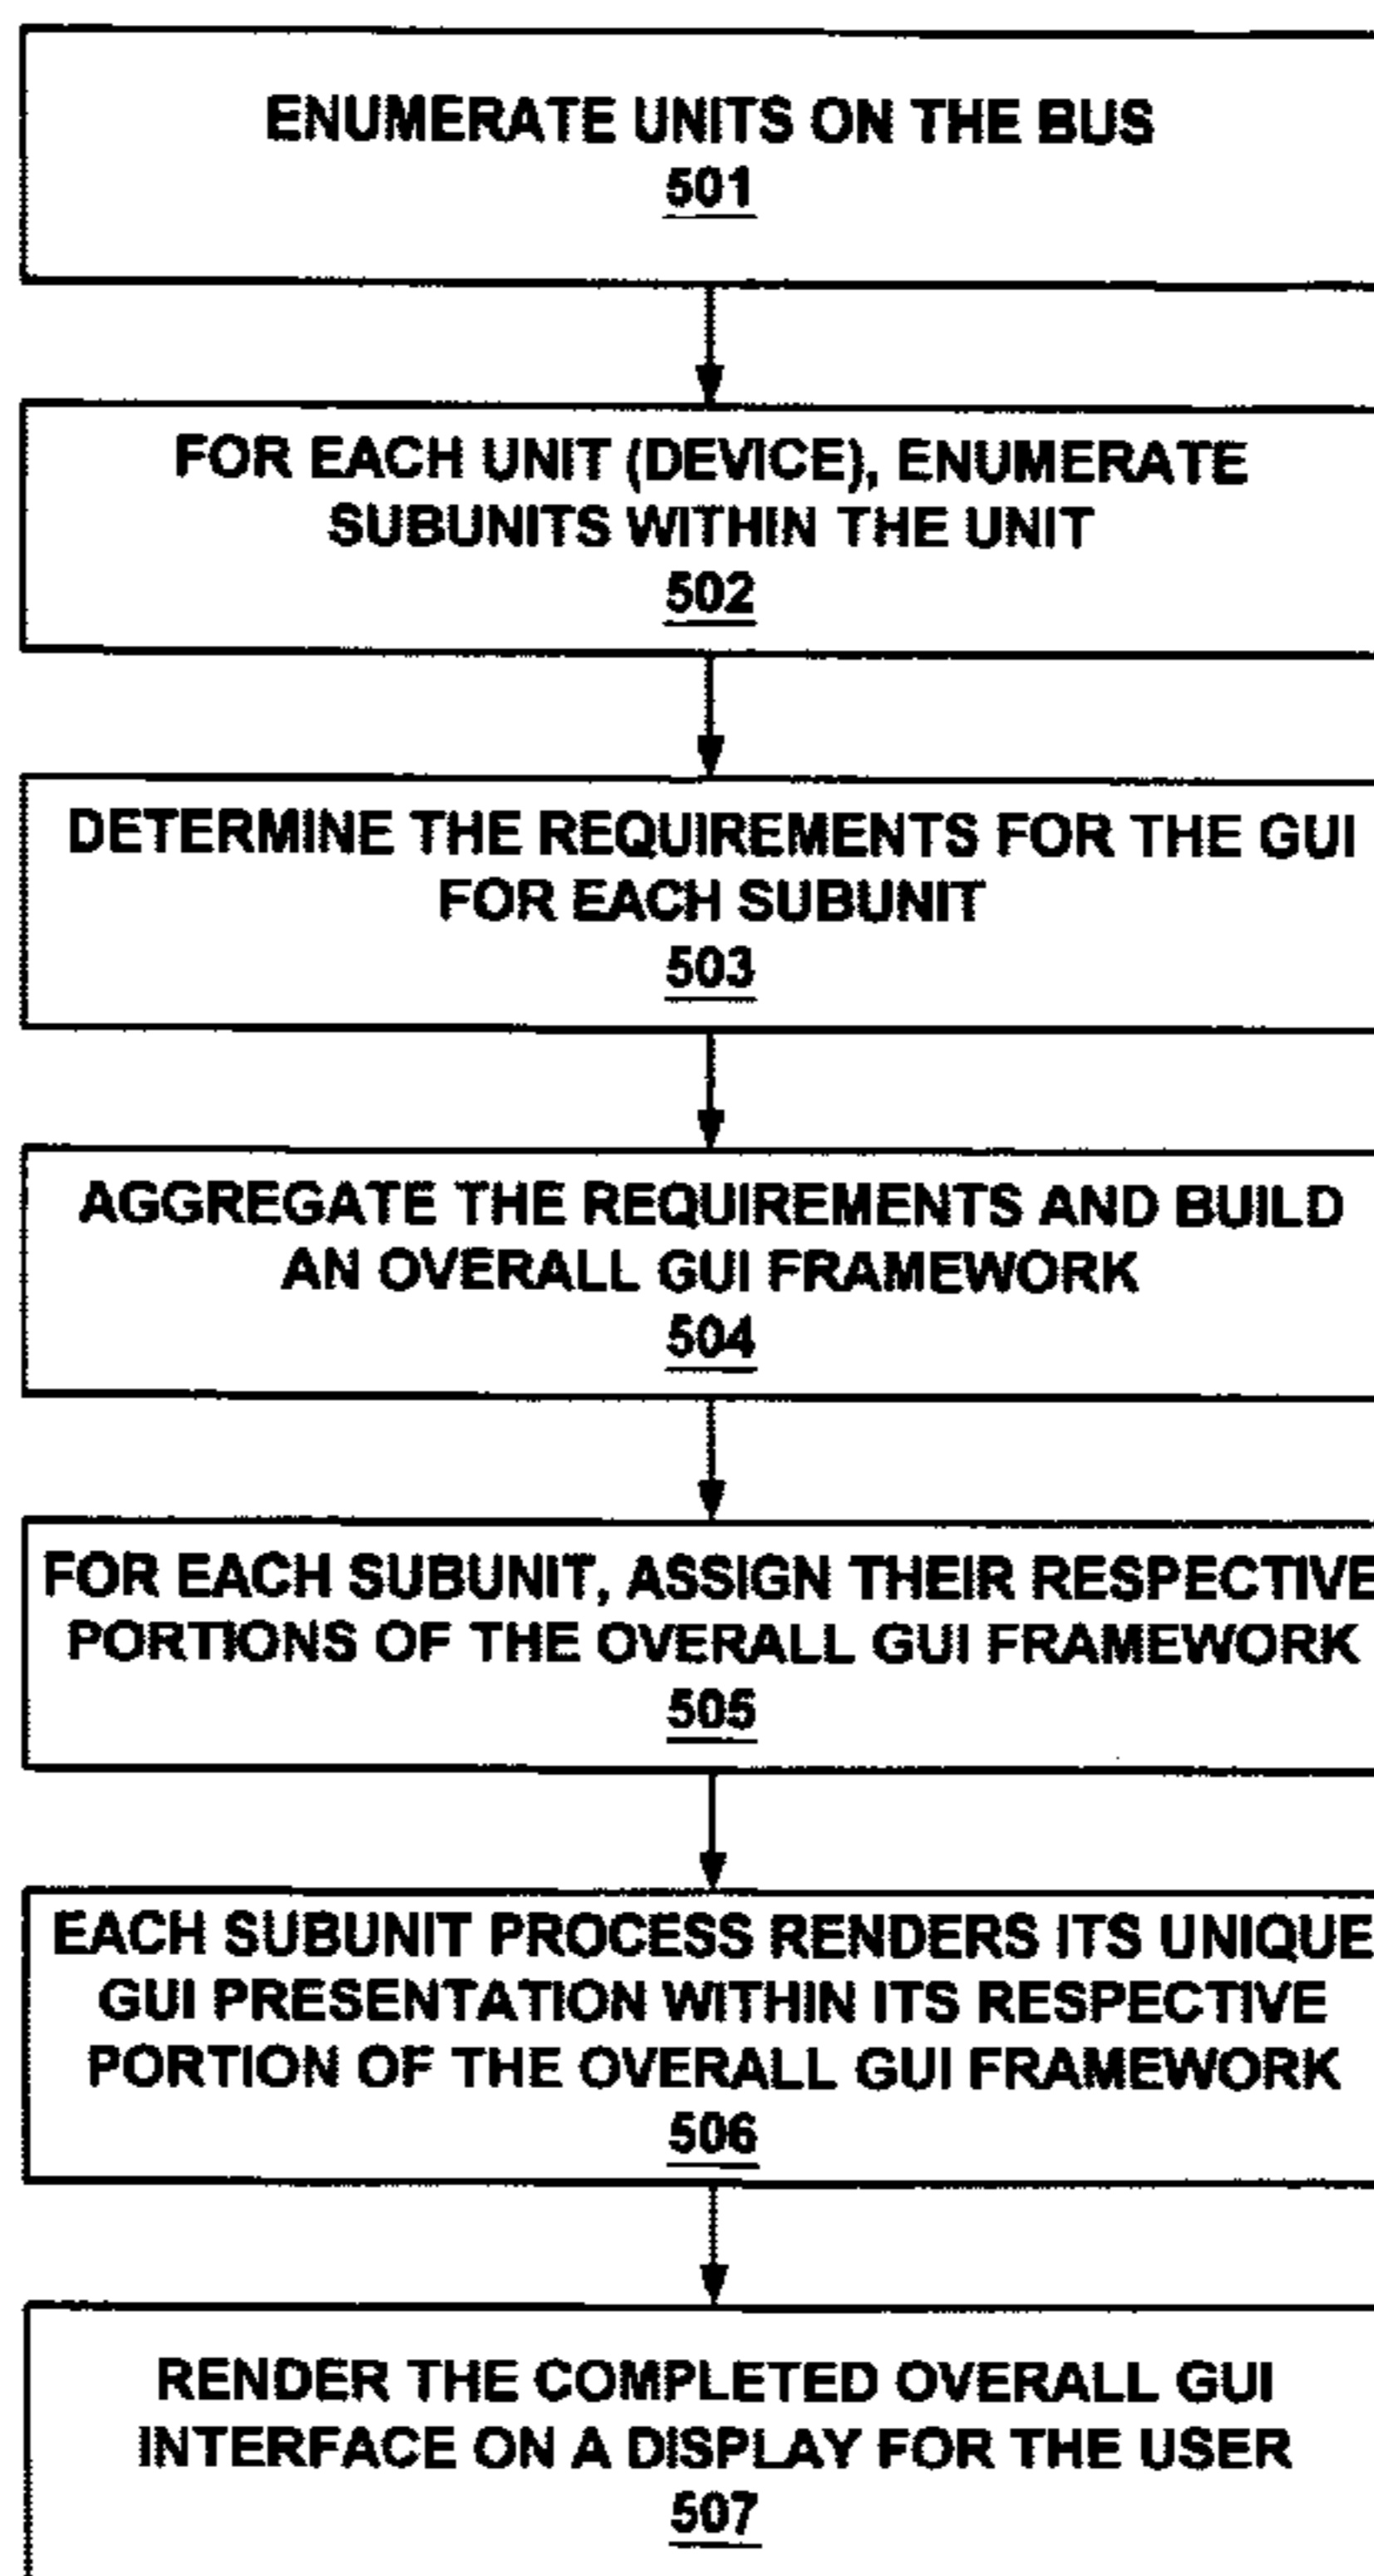 ENUMERATE UNITS ON THE BUS
501
FOR EACH UNIT (DEVICE), ENUMERATE
SUBUNITS WITHIN THE UNIT
502
DETERMINE THE REQUIREMENTS FOR THE GUI
FOR EACH SUBUNIT
503
AGGREGATE THE REQUIREMENTS AND BUILD
AN OVERALL GUI FRAMEWORK
504
FOR EACH SUBUNIT, ASSIGN THEIR RESPECTIVE
PORTIONS OF THE OVERALL GUI FRAMEWORK
505
EACH SUBUNIT PROCESS RENDERS ITS UNIQUE
GUI PRESENTATION WITHIN ITS RESPECTIVE
PORTION OF THE OVERALL GUI FRAMEWORK
506
RENDER THE COMPLETED OVERALL GUI
INTERFACE ON A DISPLAY FOR THE USER
507